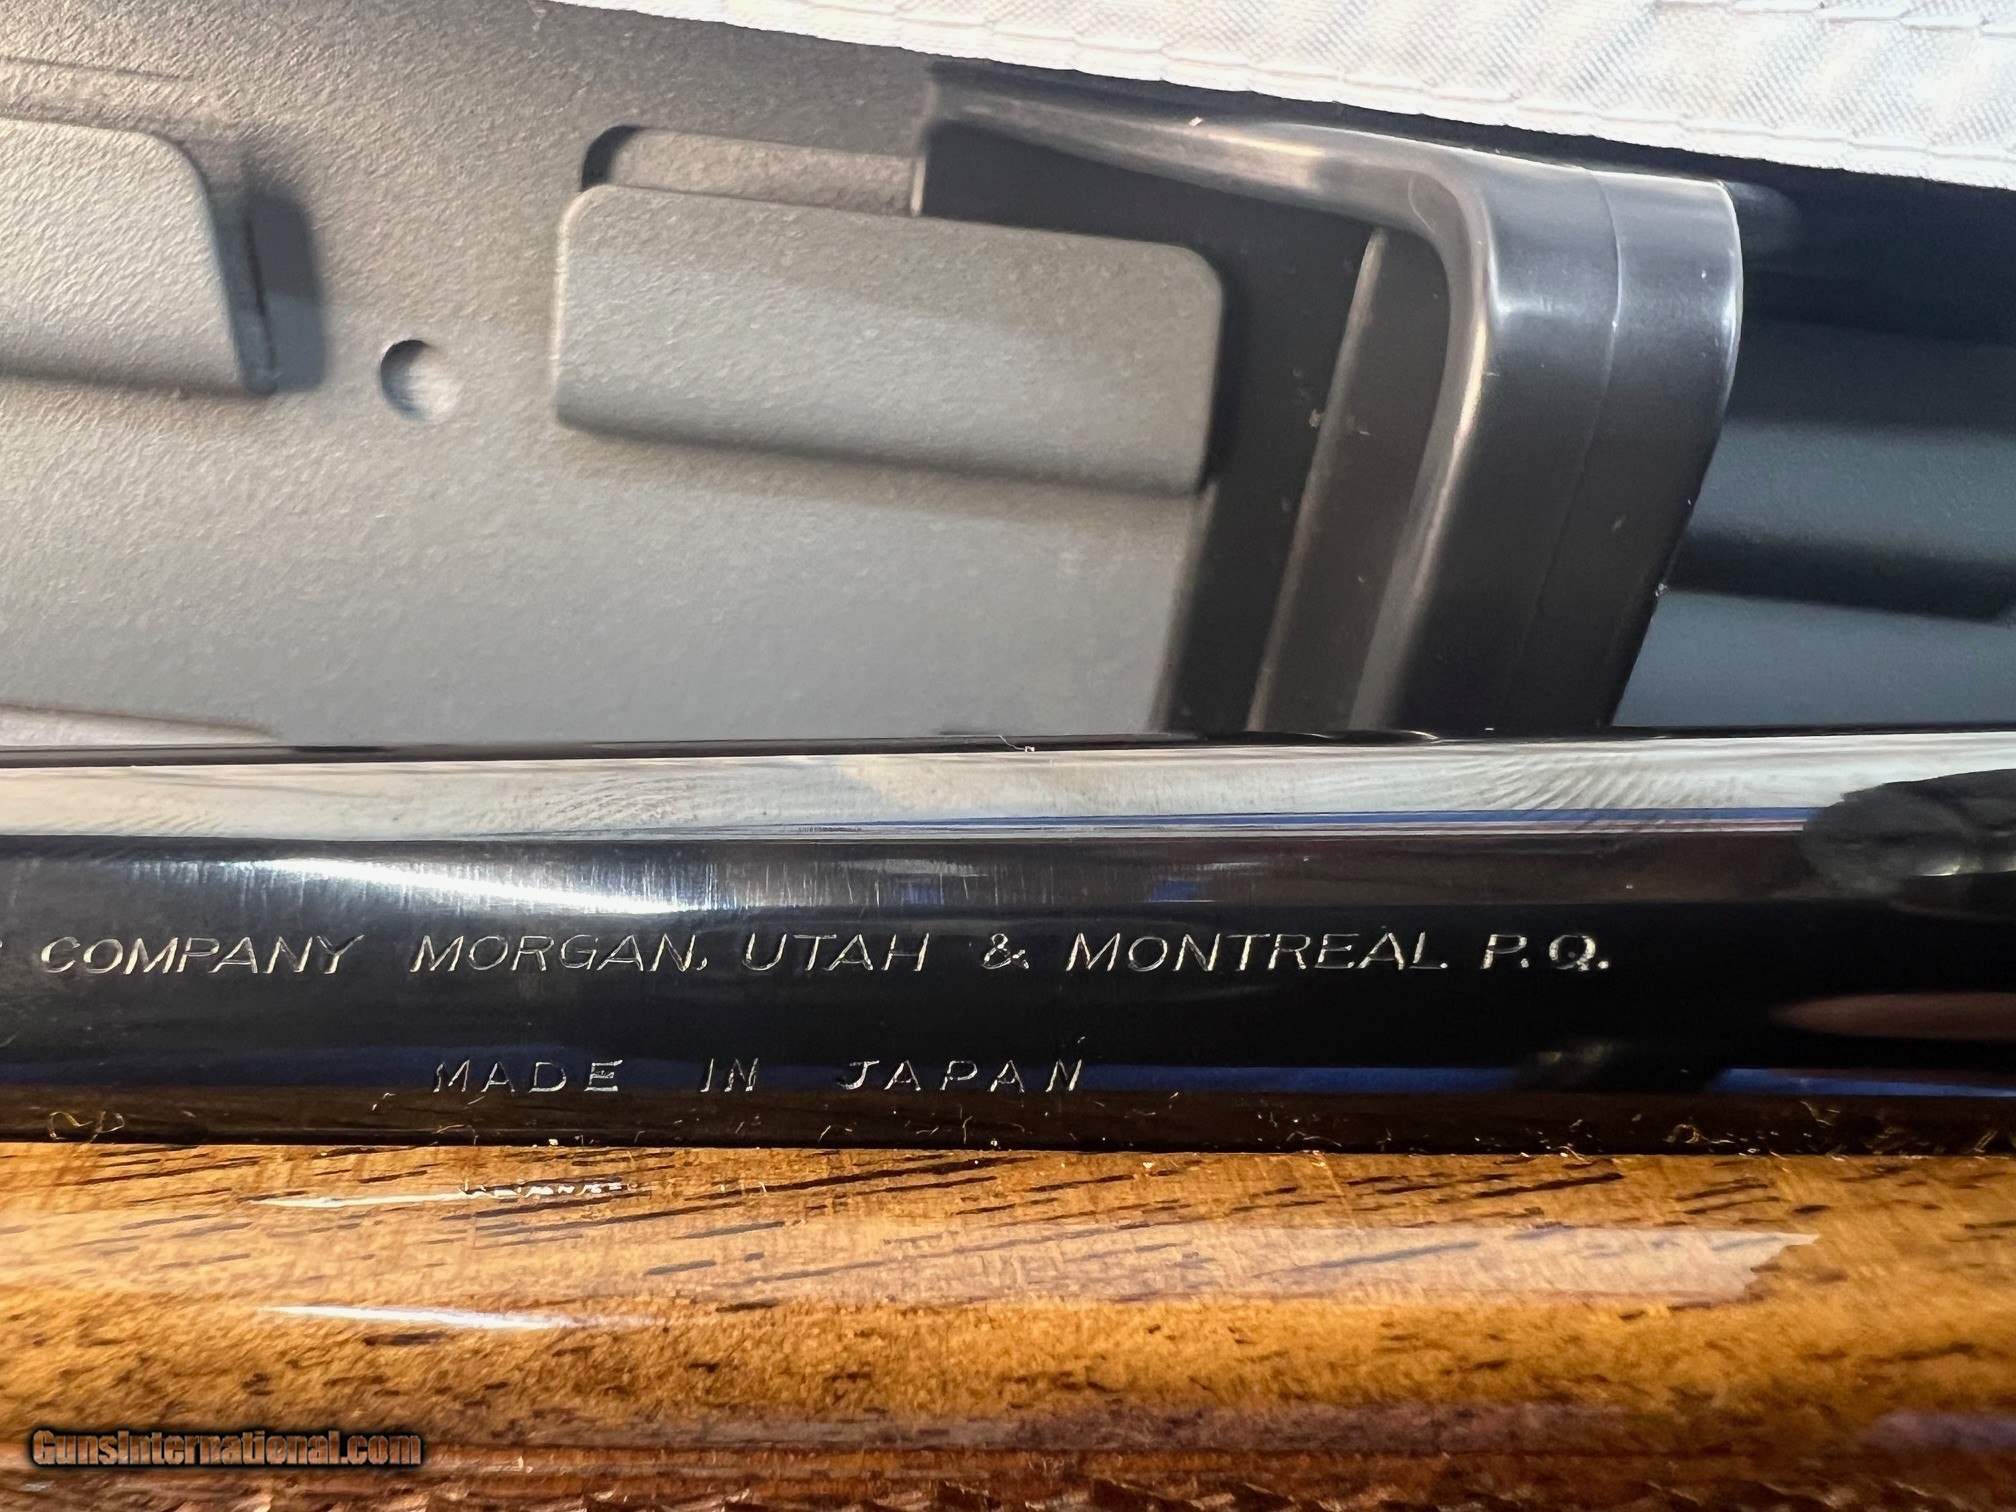 COMPANY MORGAN, UTAH & MONTREAL P.Q.
MADE IN JAPAN
GunsInternational.com